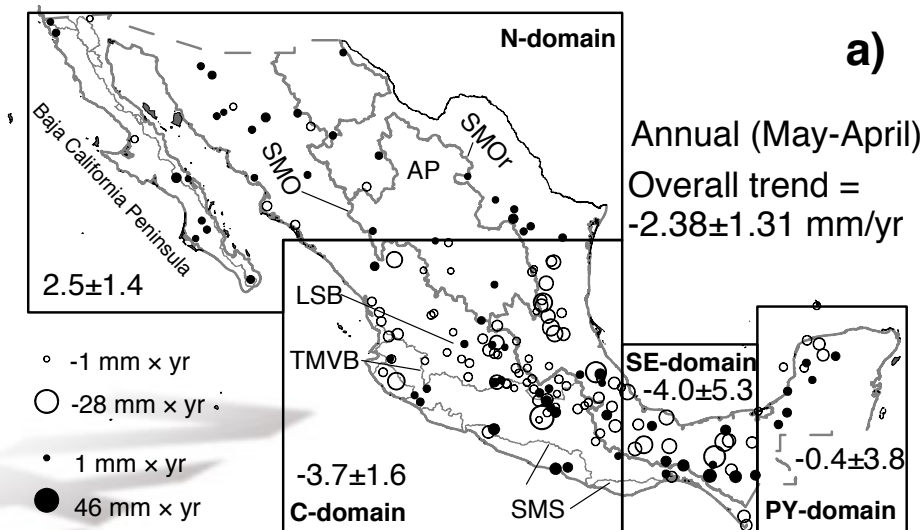 N-domain
a)
Annual (May-April)
Overall trend =
-2.38±1.31 mm/yr
Baja California Peninsula
SMO
AP
SMOr
2.5±1.4
LSB
TMVB
-1 mm × yr
-28 mm × yr
1 mm × yr
46 mm × yr
SE-domain
-4.0±5.3
-3.7±1.6
C-domain
SMS
-0.4±3.8
PY-domain